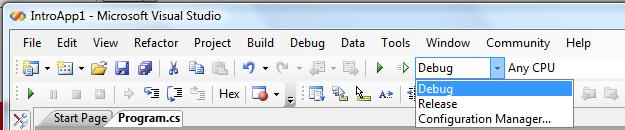 IntroApp1 - Microsoft Visual Studio
File Edit View Refactor Project Build Debug Data Tools Window Community Help
Debug Any CPU
Debug
Release
Hex
Configuration Manager...
Start Page Program.cs